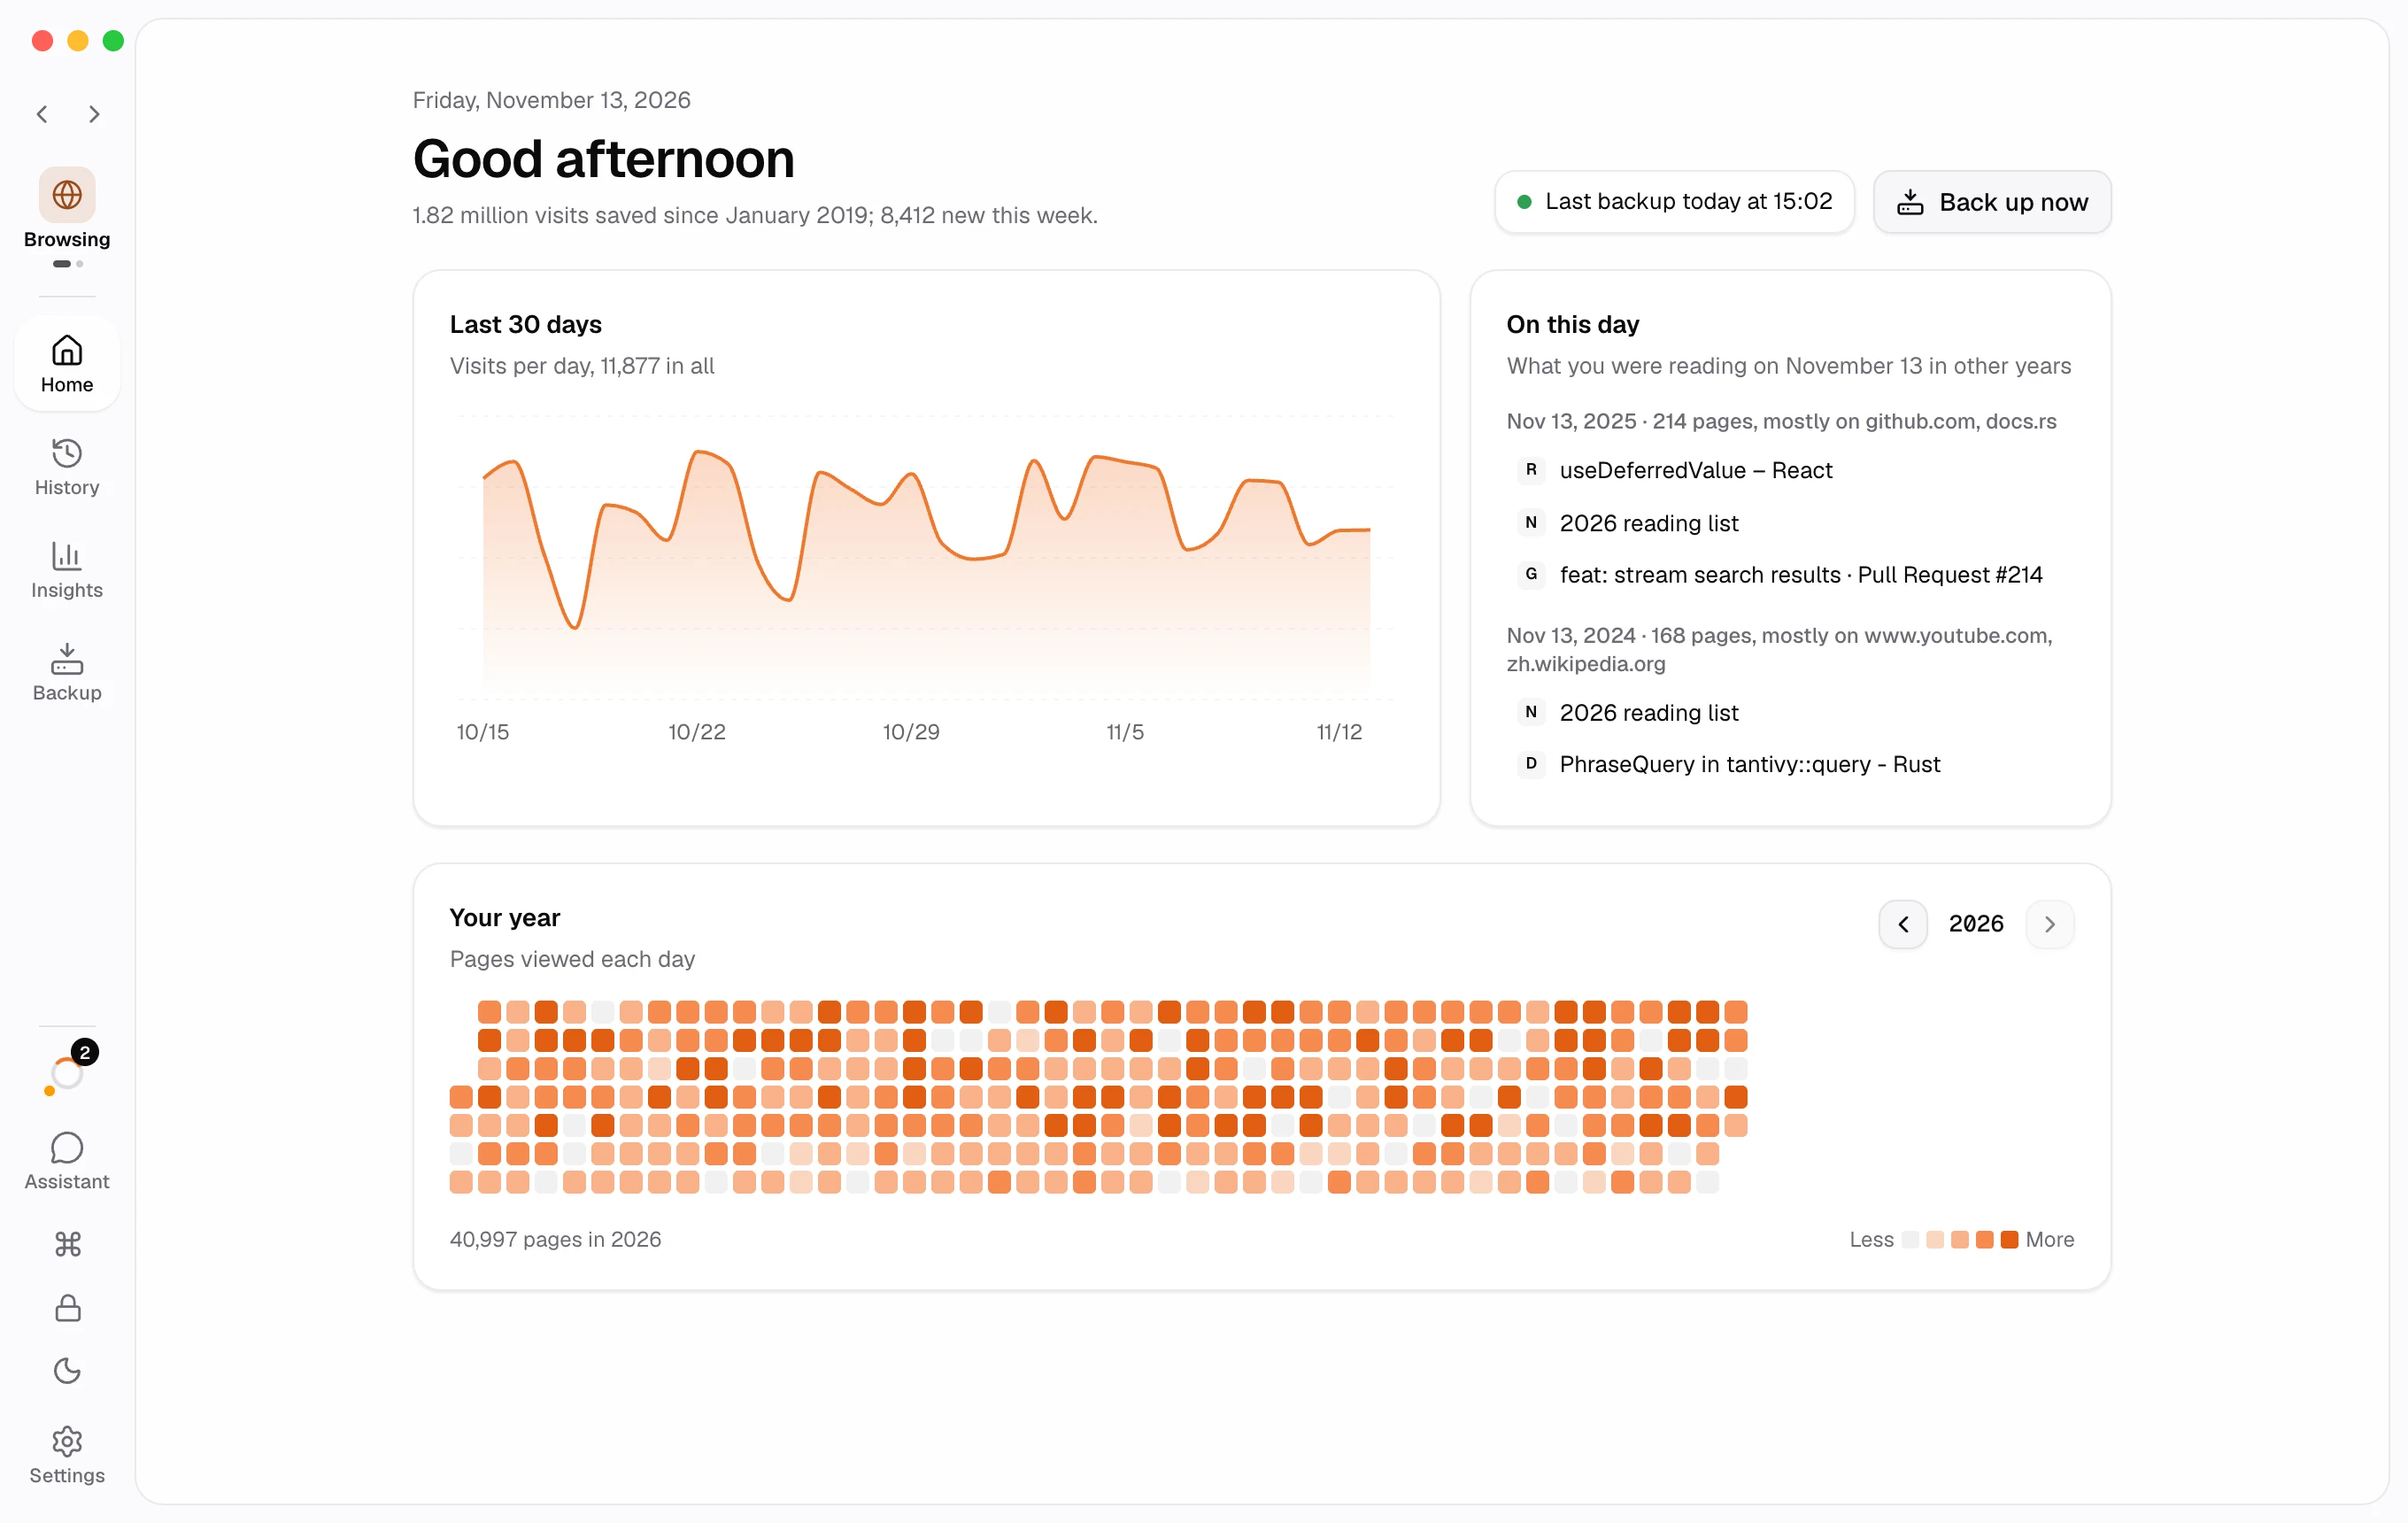 Browsing
Home
History
Insights
Backup
2
Assistant
Settings
Friday, November 13, 2026
Good afternoon
1.82 million visits saved since January 2019; 8,412 new this week.
Last backup today at 15:02
Back up now
Last 30 days
Visits per day, 11,877 in all
10/15
10/22
10/29
11/5
11/12
On this day
What you were reading on November 13 in other years
Nov 13, 2025 · 214 pages, mostly on github.com, docs.rs
R useDeferredValue – React
N 2026 reading list
G feat: stream search results · Pull Request #214
Nov 13, 2024 · 168 pages, mostly on www.youtube.com,
zh.wikipedia.org
N 2026 reading list
D PhraseQuery in tantivy::query - Rust
Your year
Pages viewed each day
2026
40,997 pages in 2026
Less
More